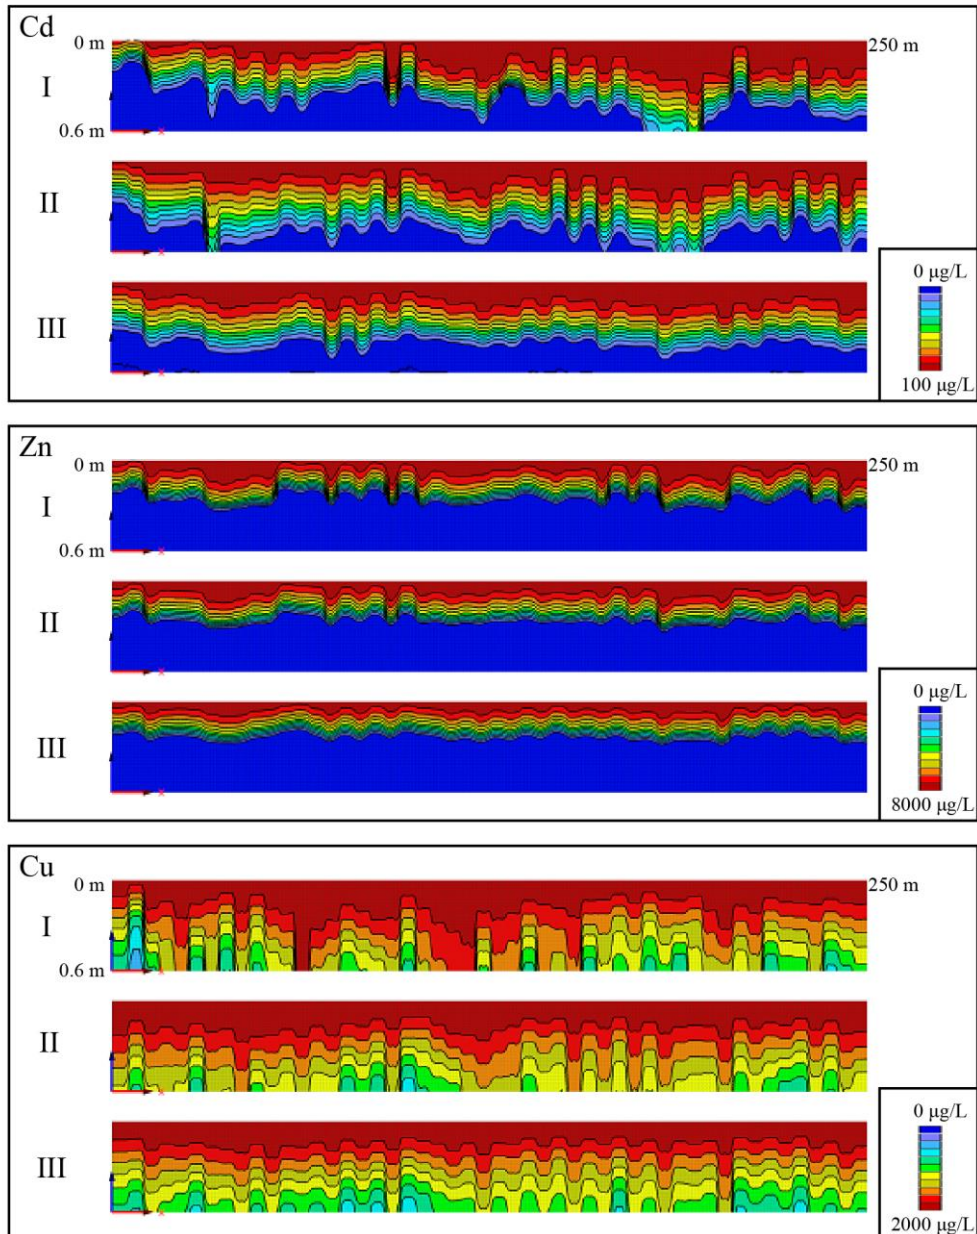 Cd
0 m
250 m
I
0.6 m
x
II
x
0 µg/L
III
100 µg/L
x
Zn
0 m
250 m
I
0.6 m
x
II
x
0 µg/L
III
8000 µg/L
x
Cu
0 m
250 m
I
0.6 m
x
II
x
0 µg/L
III
2000 µg/L
x